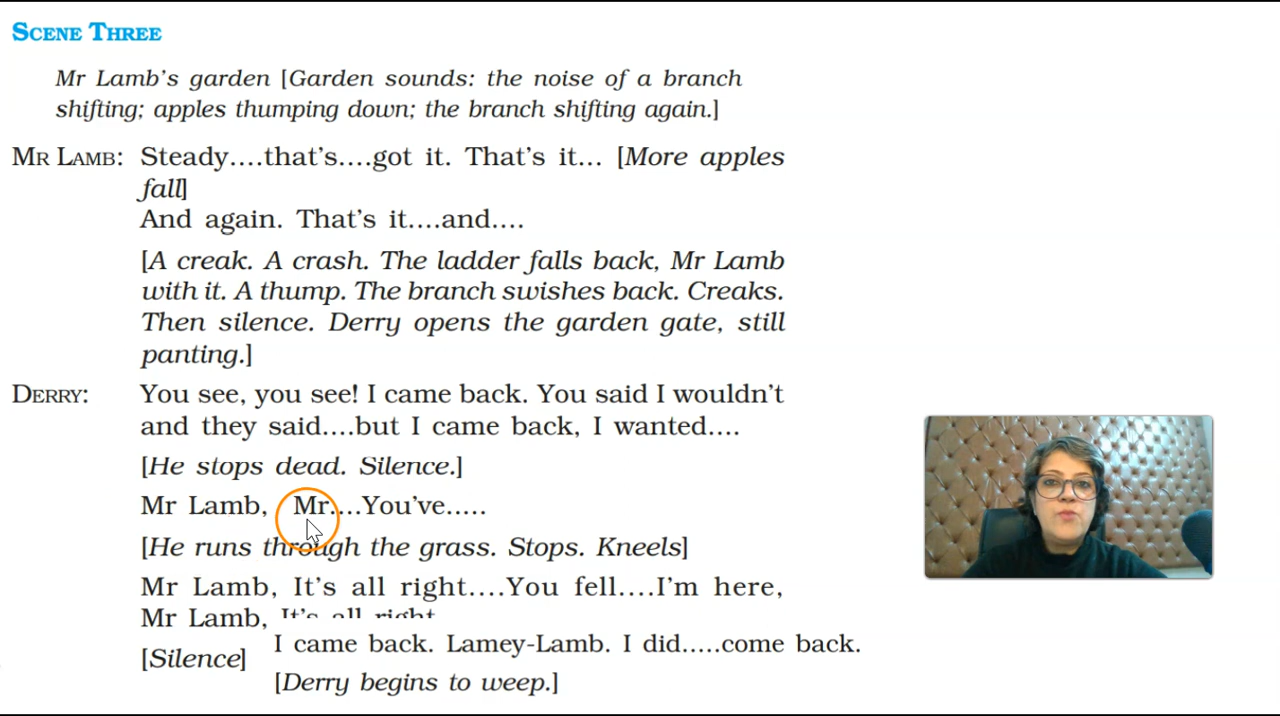 SCENE THREE
Mr Lamb's garden [Garden sounds: the noise of a branch
shifting; apples thumping down; the branch shifting again.]
MR LAMB: Steady....that's....got it. That's it... [More apples
fall]
And again. That's it....and....
[A creak. A crash. The ladder falls back, Mr Lamb
with it. A thump. The branch swishes back. Creaks.
Then silence. Derry opens the garden gate, still
panting.]
DERRY: You see, you see! I came back. You said I wouldn't
and they said....but I came back, I wanted....
[He stops dead. Silence.]
Mr Lamb, Mr....You've.....
[He runs through the grass. Stops. Kneels]
Mr Lamb, It's all right....You fell....I'm here,
Mr Lamb, It's all right
[Silence]
I came back. Lamey-Lamb. I did.....come back.
[Derry begins to weep.]